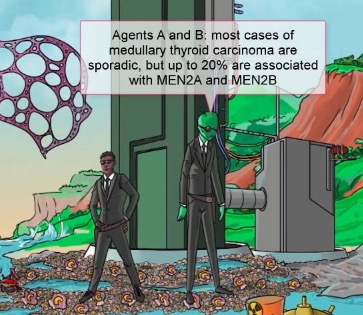 Agents A and B: most cases of
medullary thyroid carcinoma are
sporadic, but up to 20% are associated
with MEN2A and MEN2B